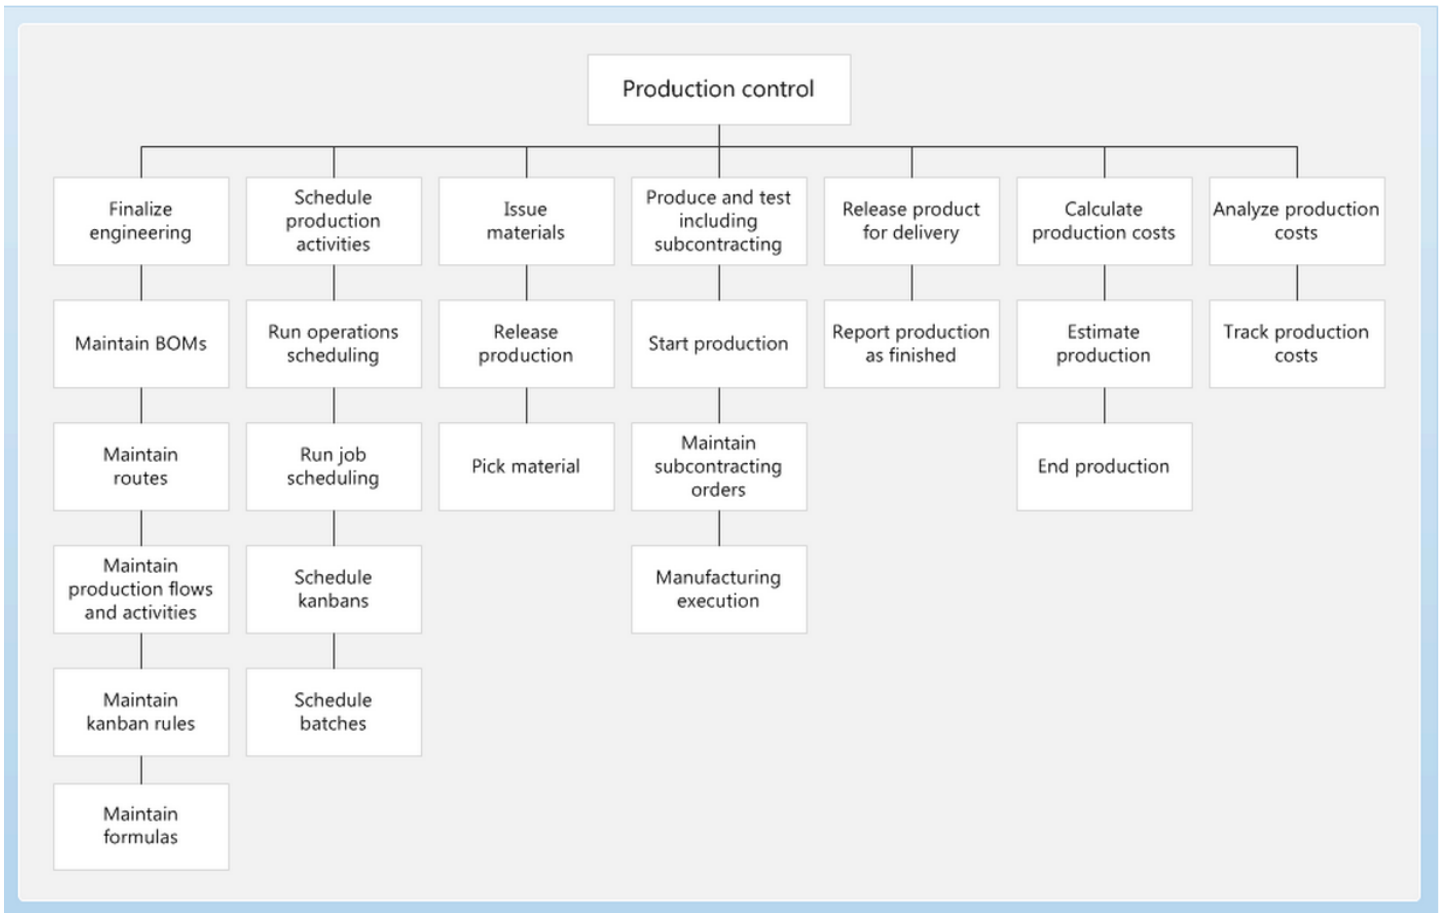 Production control
Finalize
engineering
Schedule
production
activities
Issue
materials
Produce and test
including
subcontracting
Release product
for delivery
Calculate
production costs
Analyze production
costs
Maintain BOMs
Run operations
scheduling
Release
production
Start production
Report production
as finished
Estimate
production
Track production
costs
Maintain
routes
Run job
scheduling
Pick material
Maintain
subcontracting
orders
End production
Maintain
production flows
and activities
Schedule
kanbans
Manufacturing
execution
Maintain
kanban rules
Schedule
batches
Maintain
formulas